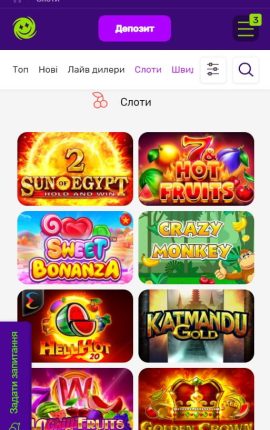 Слоти
Депозит
3
Топ Нові Лайв дилери Слоти Швид
Слоти
2
SUN OF EGYPT
HOLD AND WIN
7
HOT
FRUITS
SWEET
BONANZA
CRAZY
MONKEY
HELL HOT
20
KATMANDU
GOLD
Задати запитання
FRUITS
GOLDEN CROWN